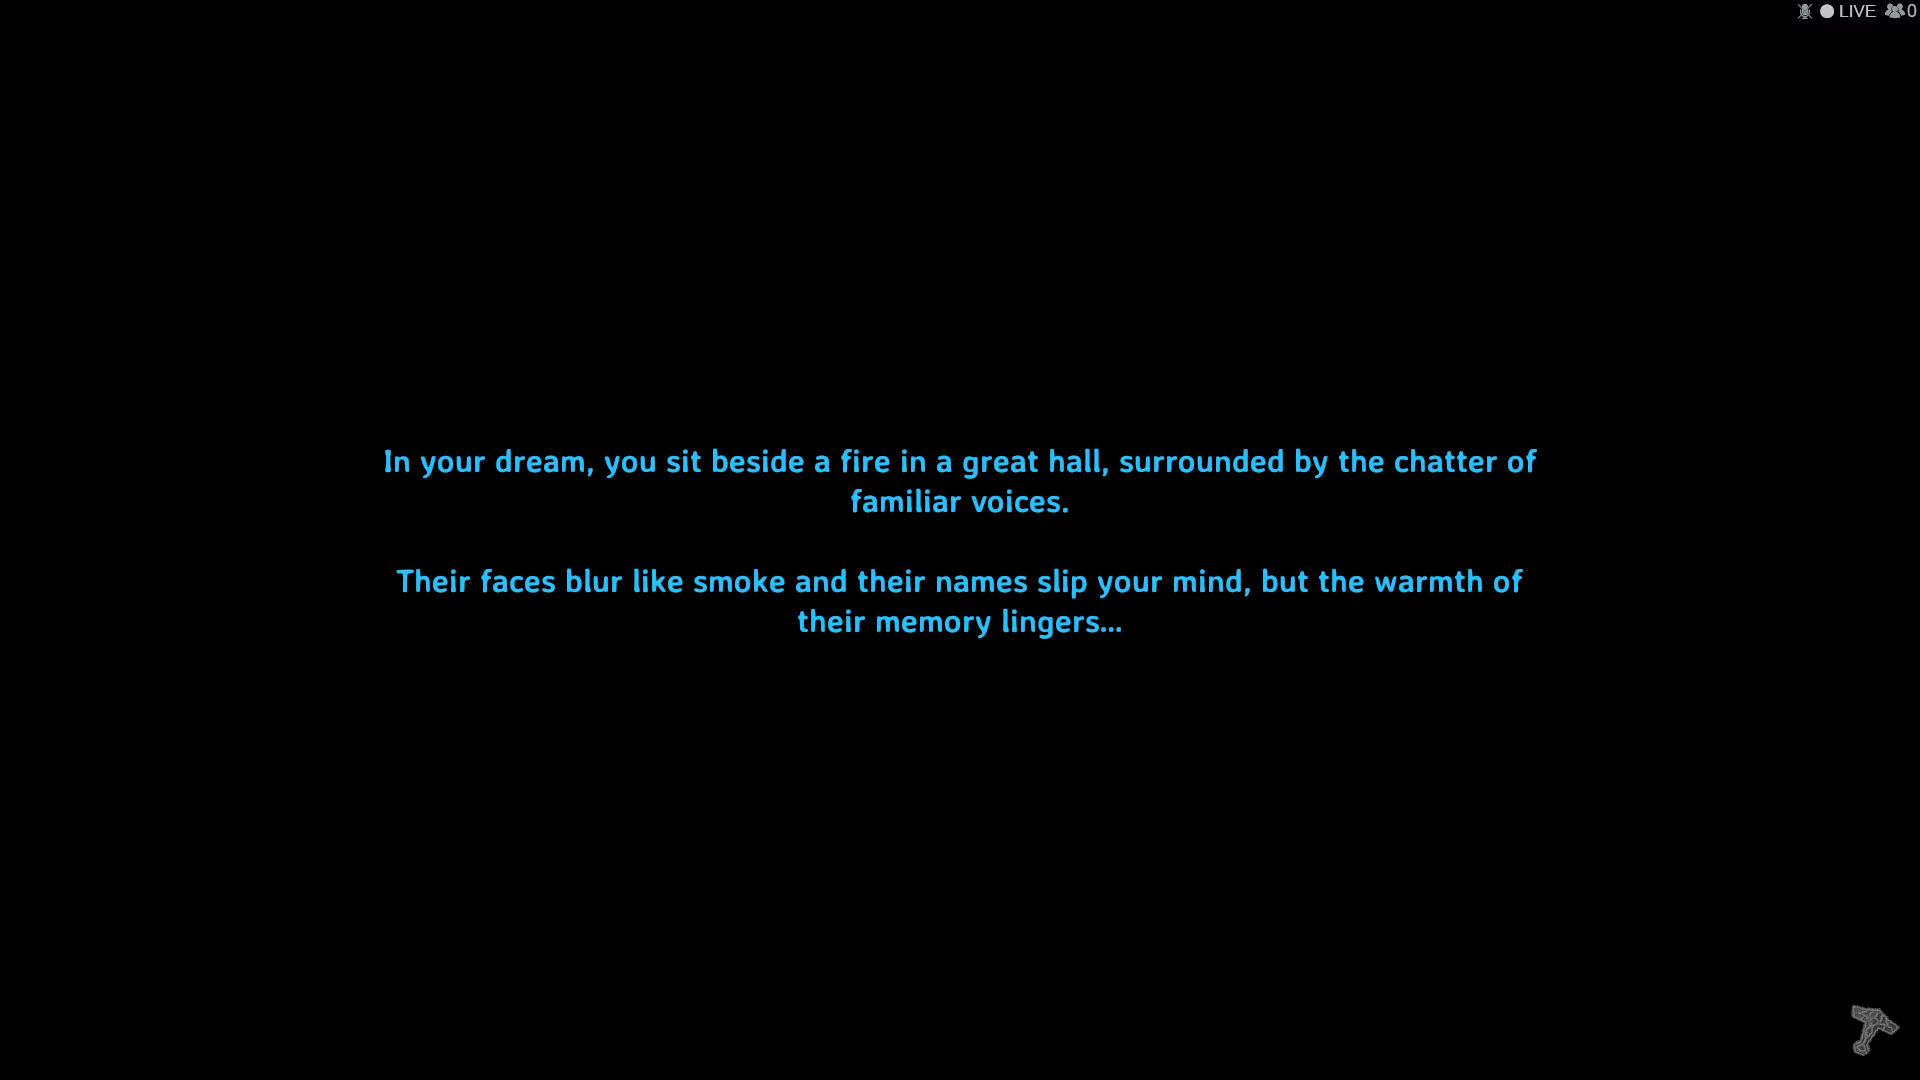 LIVE 0
In your dream, you sit beside a fire in a great hall, surrounded by the chatter of
familiar voices.
Their faces blur like smoke and their names slip your mind, but the warmth of
their memory lingers...